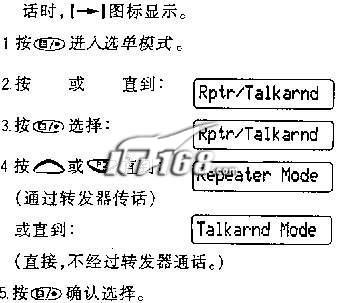 话时, 图标显示。
1 按 进入选单模式。
2.按 或 直到:
Rptr/Talkarnd
3.按 选择:
Rptr/Talkarnd
4 按 或 直到:
Repeater Mode
(通过转发器传话)
或直到:
Talkarnd Mode
(直接,不经过转发器通话。)
5.按 确认选择。
IT168.com